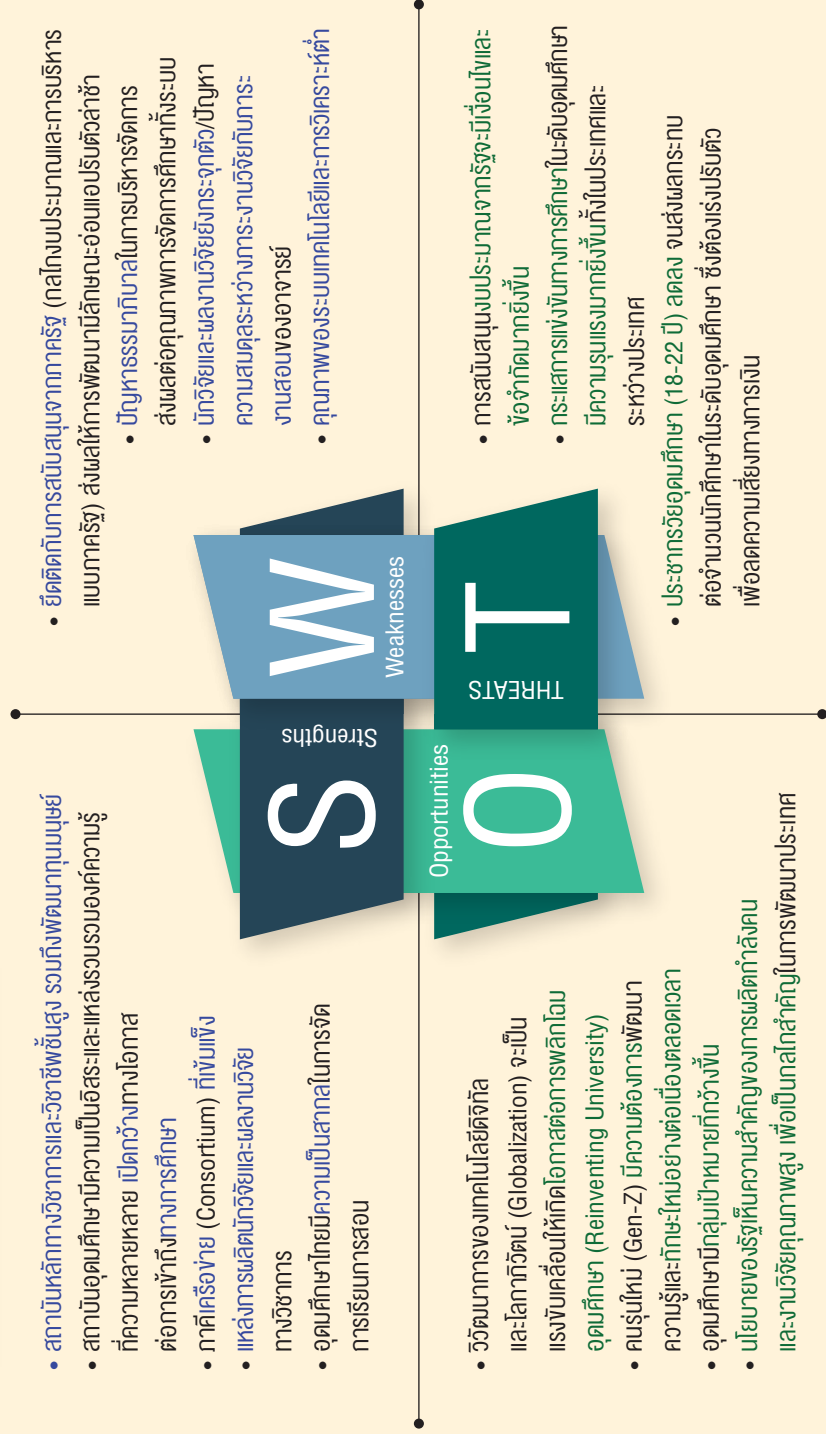 • สถาบันหลักทางวิชาการและวิชาชีพชั้นสูง รวมถึงพัฒนาทุนมนุษย์
• สถาบันอุดมศึกษามีความเป็นอิสระและแหล่งรวบรวมองค์ความรู้
ที่ความหลายหลาย เปิดกว้างทางโอกาส
ต่อการเข้าถึงทางการศึกษา
• ภาคีเครือข่าย (Consortium) ที่เข้มแข็ง
• แหล่งการผลิตนักวิจัยและผลงานวิจัย
ทางวิชาการ
• อุดมศึกษาไทยมีความเป็นสากลในการจัด
การเรียนการสอน
S
Strengths
• ยึดติดกับการสนับสนุนจากภาครัฐ (กลไกงบประมาณและการบริหาร
แบบภาครัฐ) ส่งผลให้การพัฒนามีลักษณะอ่อนแอปรับตัวล่าช้า
• ปัญหาธรรมาภิบาลในการบริหารจัดการ
ส่งผลต่อคุณภาพการจัดการศึกษาทั้งระบบ
• นักวิจัยและผลงานวิจัยยังกระจุกตัว/ปัญหา
ความสมดุลระหว่างภาระงานวิจัยกับภาระ
งานสอนของอาจารย์
• คุณภาพของระบบเทคโนโลยีและการวิเคราะห์ต่ำ
W
Weaknesses
• วิวัฒนาการของเทคโนโลยีดิจิทัล
และโลกาภิวัตน์ (Globalization) จะเป็น
แรงขับเคลื่อนให้เกิดโอกาสต่อการพลิกโฉม
อุดมศึกษา (Reinventing University)
• คนรุ่นใหม่ (Gen-Z) มีความต้องการพัฒนา
ความรู้และทักษะใหม่อย่างต่อเนื่องตลอดเวลา
• อุดมศึกษามีกลุ่มเป้าหมายที่กว้างขึ้น
• นโยบายของรัฐเห็นความสำคัญของการผลิตกำลังคน
และงานวิจัยคุณภาพสูง เพื่อเป็นกลไกสำคัญในการพัฒนาประเทศ
Opportunities
O
• การสนับสนุนงบประมาณจากรัฐจะมีเงื่อนไขและ
ข้อจำกัดมากยิ่งขึ้น
• กระแสการแข่งขันทางการศึกษาในะดับอุดมศึกษา
มีความรุนแรงมากยิ่งขึ้นทั้งในประเทศและ
ระหว่างประเทศ
• ประชากรวัยอุดมศึกษา (18-22 ปี) ลดลง จนส่งผลกระทบ
ต่อจำนวนนักศึกษาในระดับอุดมศึกษา ซึ่งต้องเร่งปรับตัว
เพื่อลดความเสี่ยงทางการเงิน
THREATS
T